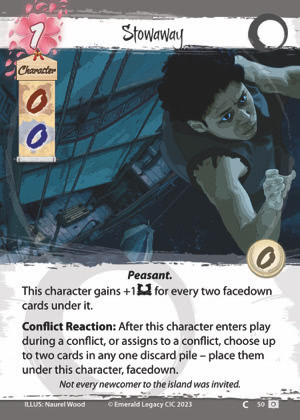 Stowaway
1
Character
0
0
0
Peasant.
This character gains +1 for every two facedown
cards under it.
Conflict Reaction: After this character enters play
during a conflict, or assigns to a conflict, choose up
to two cards in any one discard pile – place them
under this character, facedown.
Not every newcomer to the island was invited.
ILLUS: Naurel Wood © Emerald Legacy CIC 2023 C 50